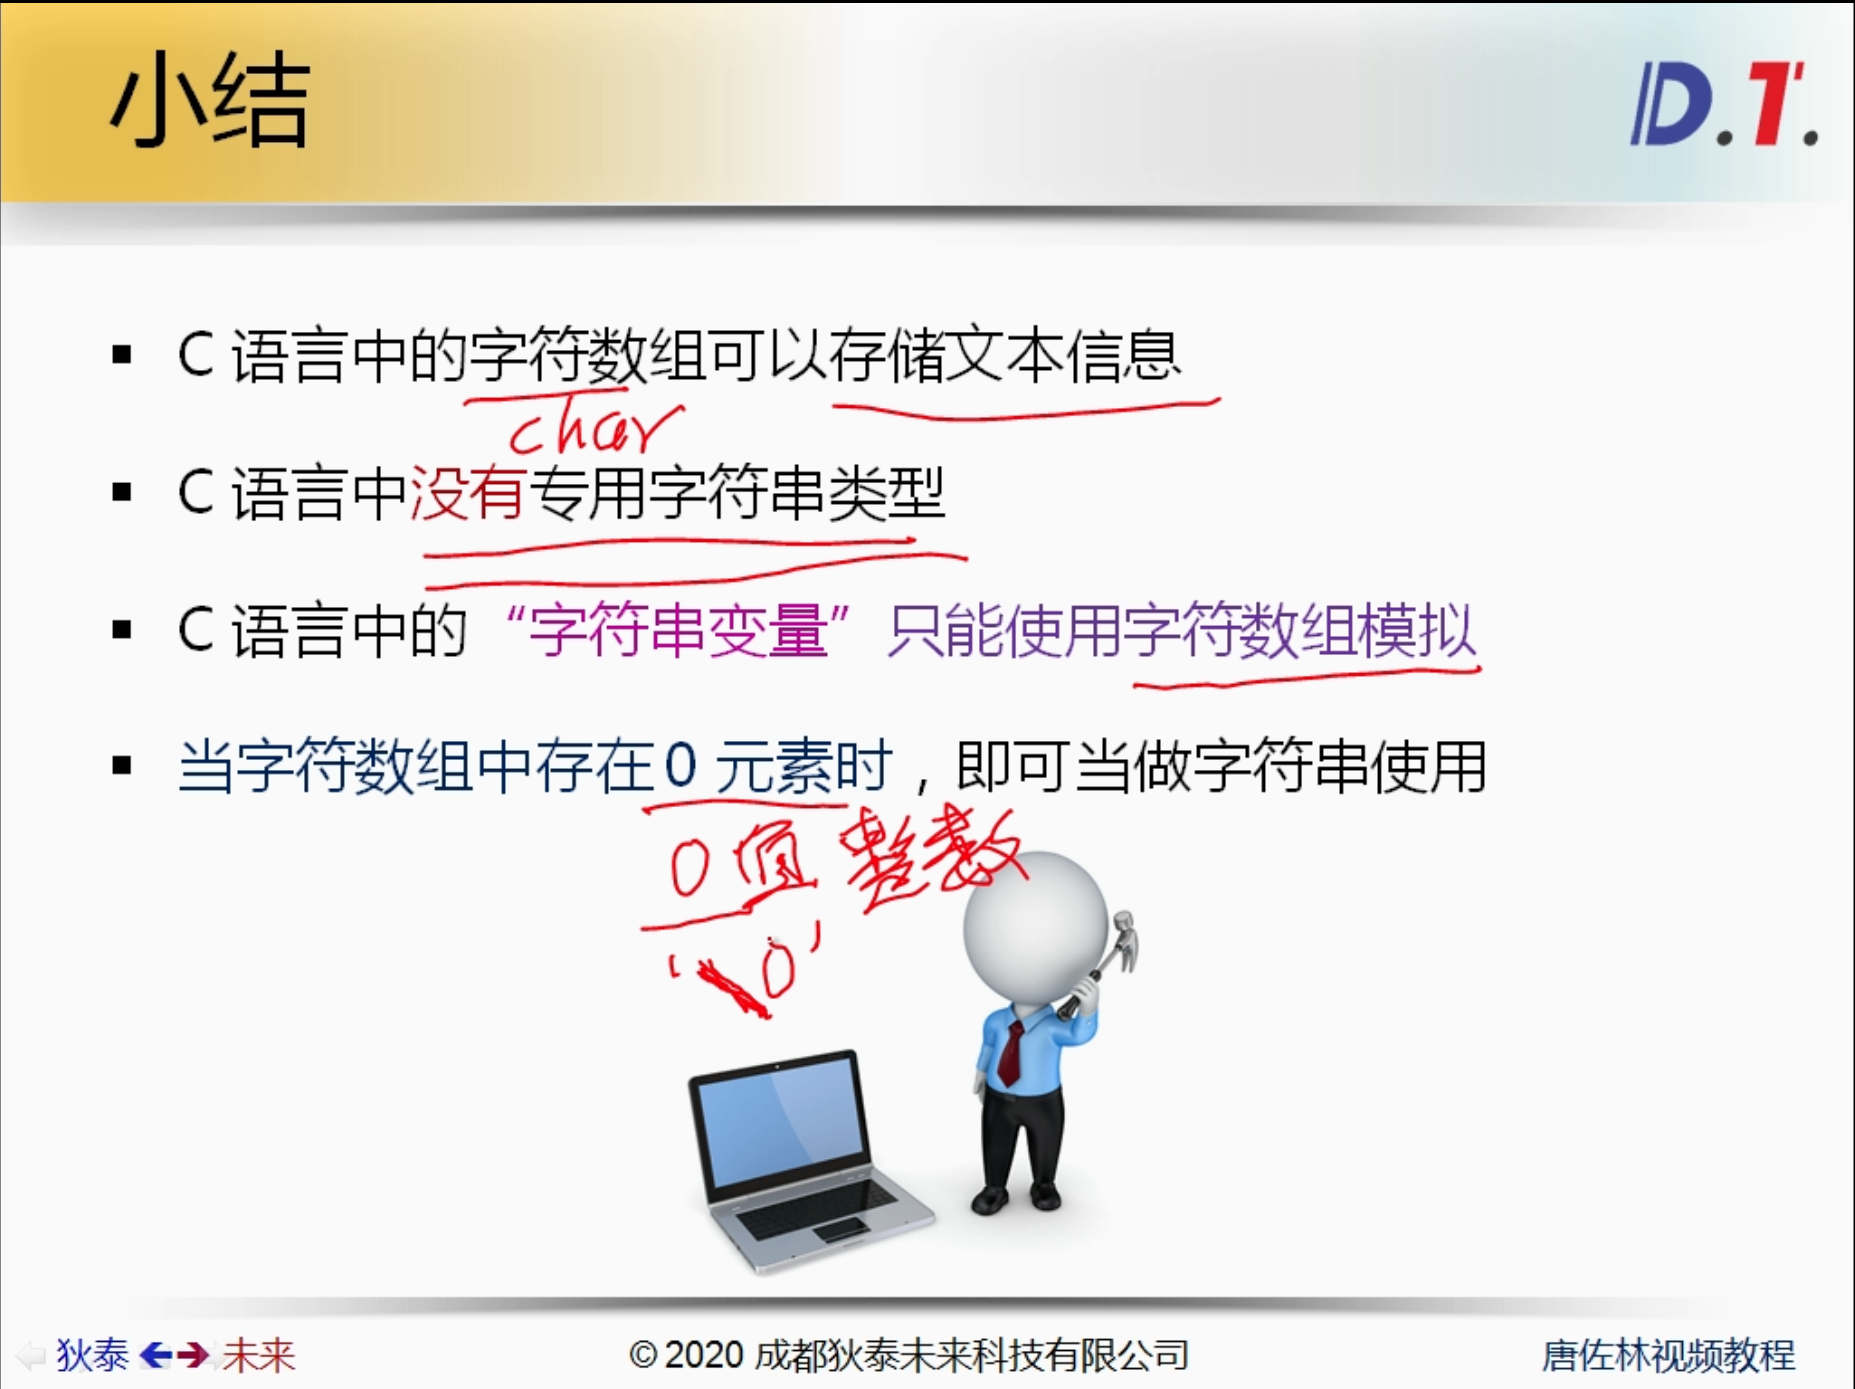 小结
D.T.
▪ C 语言中的字符数组可以存储文本信息
char
▪ C 语言中没有专用字符串类型
▪ C 语言中的 “字符串变量” 只能使用字符数组模拟
▪ 当字符数组中存在 0 元素时，即可当做字符串使用
0值 整数
'\0'
狄泰 未来
© 2020 成都狄泰未来科技有限公司
唐佐林视频教程